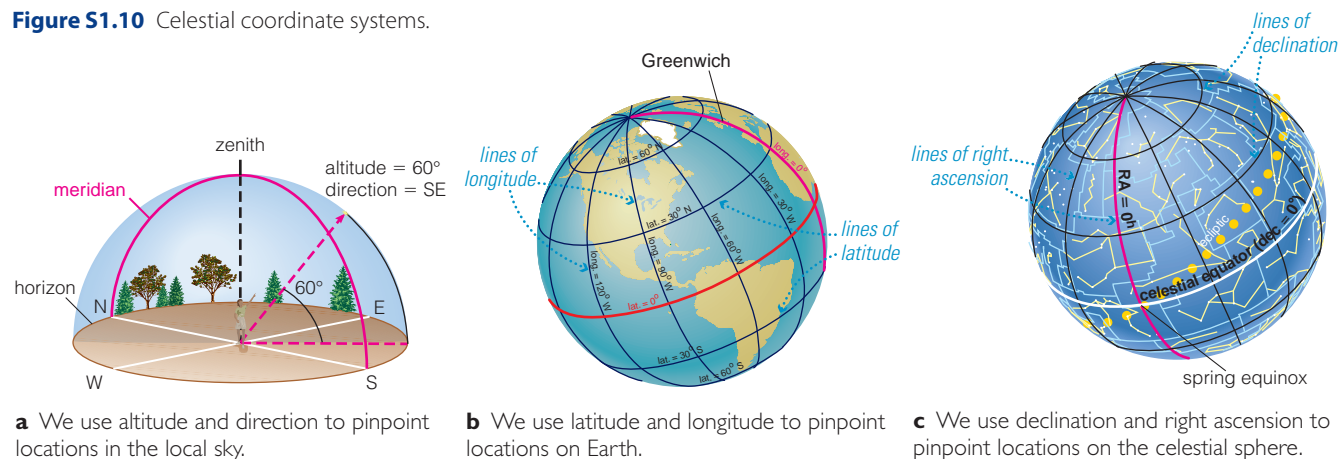 Figure S1.10 Celestial coordinate systems.
zenith
meridian
altitude = 60°
direction = SE
horizon
N
E
60°
W
S
a We use altitude and direction to pinpoint
locations in the local sky.
Greenwich
lines of
longitude
lat. = 60° N
long. = 0°
lat. = 30° N
long. = 30° W
long. = 60° W
long. = 90° W
long. = 120° W
lat. = 0°
lines of
latitude
lat. = 30° S
lat. = 60° S
b We use latitude and longitude to pinpoint
locations on Earth.
lines of
declination
lines of right
ascension
RA = 0h
ecliptic
celestial equator (dec = 0°)
spring equinox
c We use declination and right ascension to
pinpoint locations on the celestial sphere.